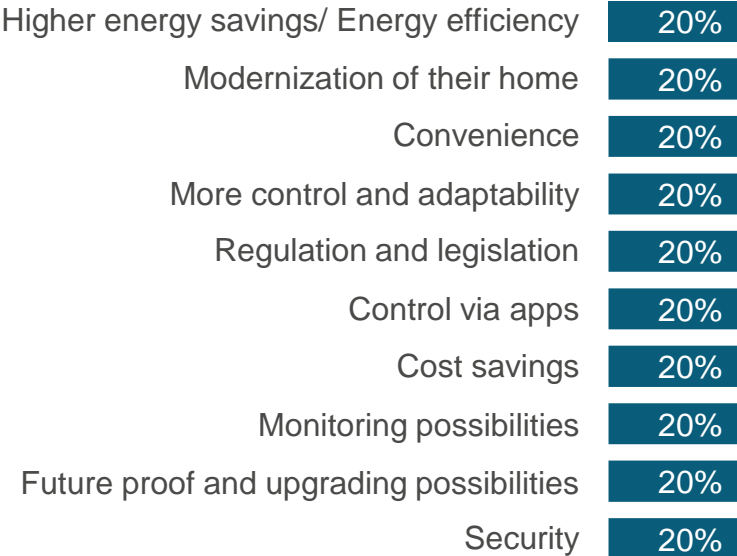 Higher energy savings/ Energy efficiency 20%
Modernization of their home 20%
Convenience 20%
More control and adaptability 20%
Regulation and legislation 20%
Control via apps 20%
Cost savings 20%
Monitoring possibilities 20%
Future proof and upgrading possibilities 20%
Security 20%